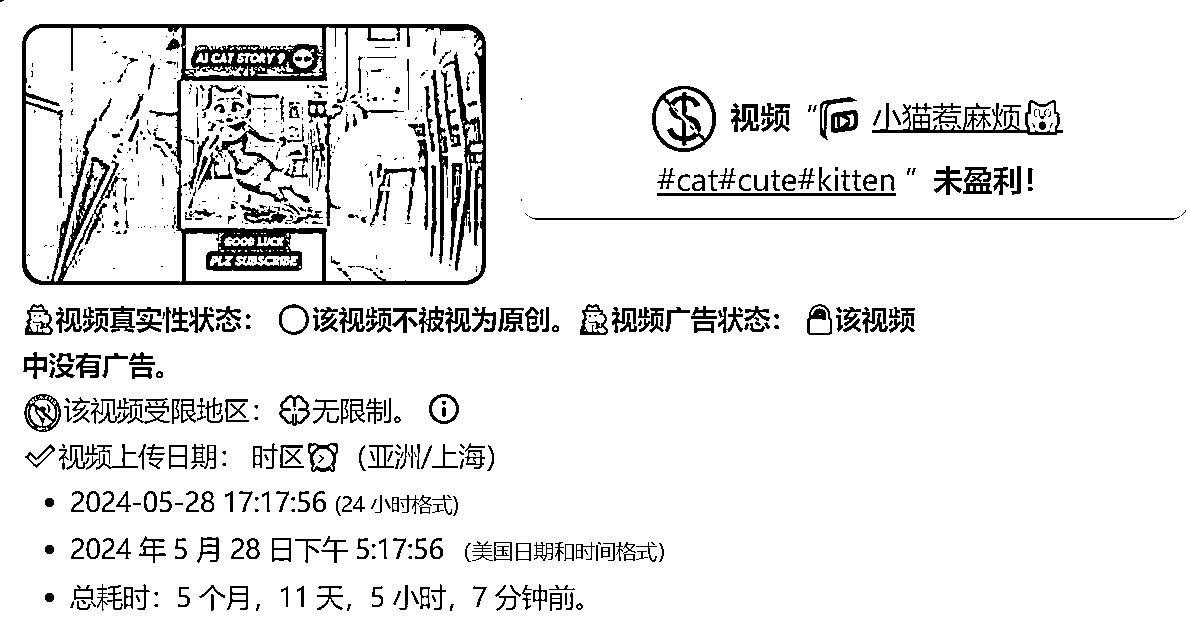 AI CAT STORY 9
GOOD LUCK
PLZ SUBSCRIBE
视频 “ 小猫惹麻烦
#cat#cute#kitten ” 未盈利！
视频真实性状态： 该视频不被视为原创。 视频广告状态： 该视频
中没有广告。
该视频受限地区： 无限制。
视频上传日期： 时区 （亚洲/上海）
• 2024-05-28 17:17:56 (24 小时格式)
• 2024 年 5 月 28 日下午 5:17:56 （美国日期和时间格式）
• 总耗时：5 个月，11 天，5 小时，7 分钟前。